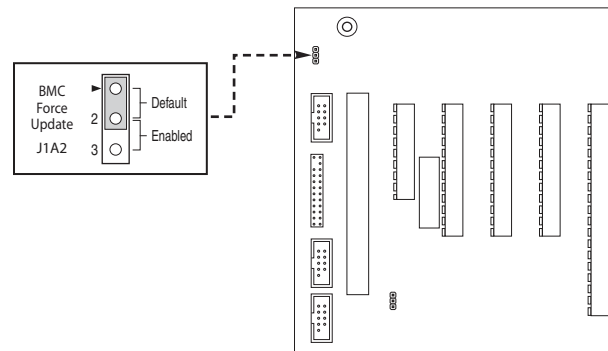 BMC
Force
Update
J1A2
2
3
Default
Enabled